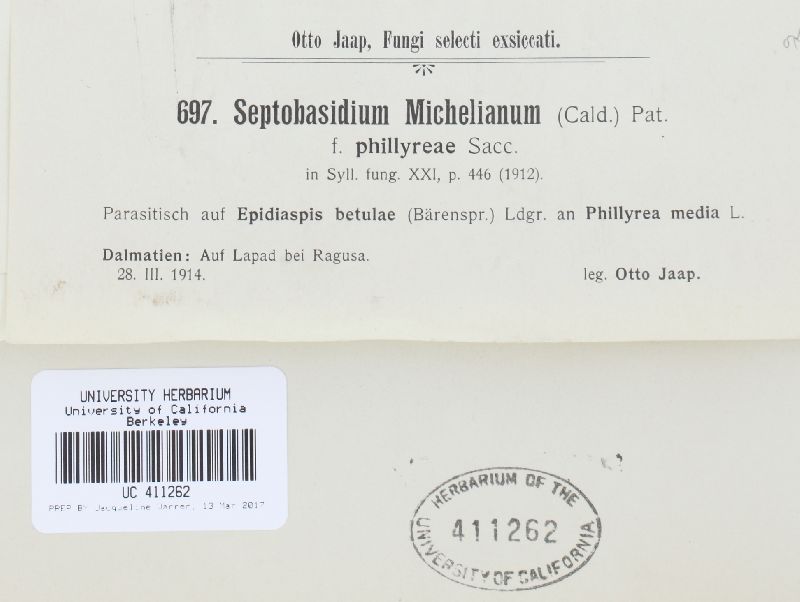 Otto Jaap, Fungi selecti exsiccati.
697. Septobasidium Michelianum (Cald.) Pat.
f. phillyreae Sacc.
in Syll. fung. XXI, p. 446 (1912).
Parasitisch auf Epidiaspis betulae (Bärenspr.) Ldgr. an Phillyrea media L.
Dalmatien: Auf Lapad bei Ragusa.
28. III. 1914. leg. Otto Jaap.
UNIVERSITY HERBARIUM
University of California
Berkeley
UC 411262
PREP BY Jacqueline 13 Mar 2017
HERBARIUM OF THE
411262
UNIVERSITY OF CALIFORNIA